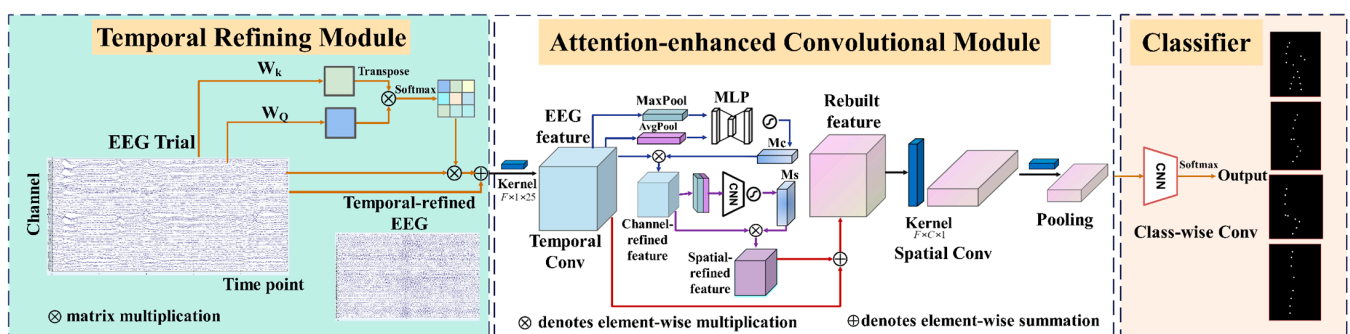 Temporal Refining Module
W_k
Transpose
Softmax
W_Q
EEG Trial
Channel
Temporal-refined
EEG
Time point
⊗ matrix multiplication
Attention-enhanced Convolutional Module
MaxPool
MLP
EEG
feature
AvgPool
Mc
Rebuilt
feature
Kernel
F×1×25
CNN
Ms
Channel-
refined
feature
Temporal
Conv
Spatial-
refined
feature
Kernel
F×C×1
Spatial Conv
Pooling
⊗ denotes element-wise multiplication
⊕denotes element-wise summation
Classifier
CNN
Softmax
Output
Class-wise Conv